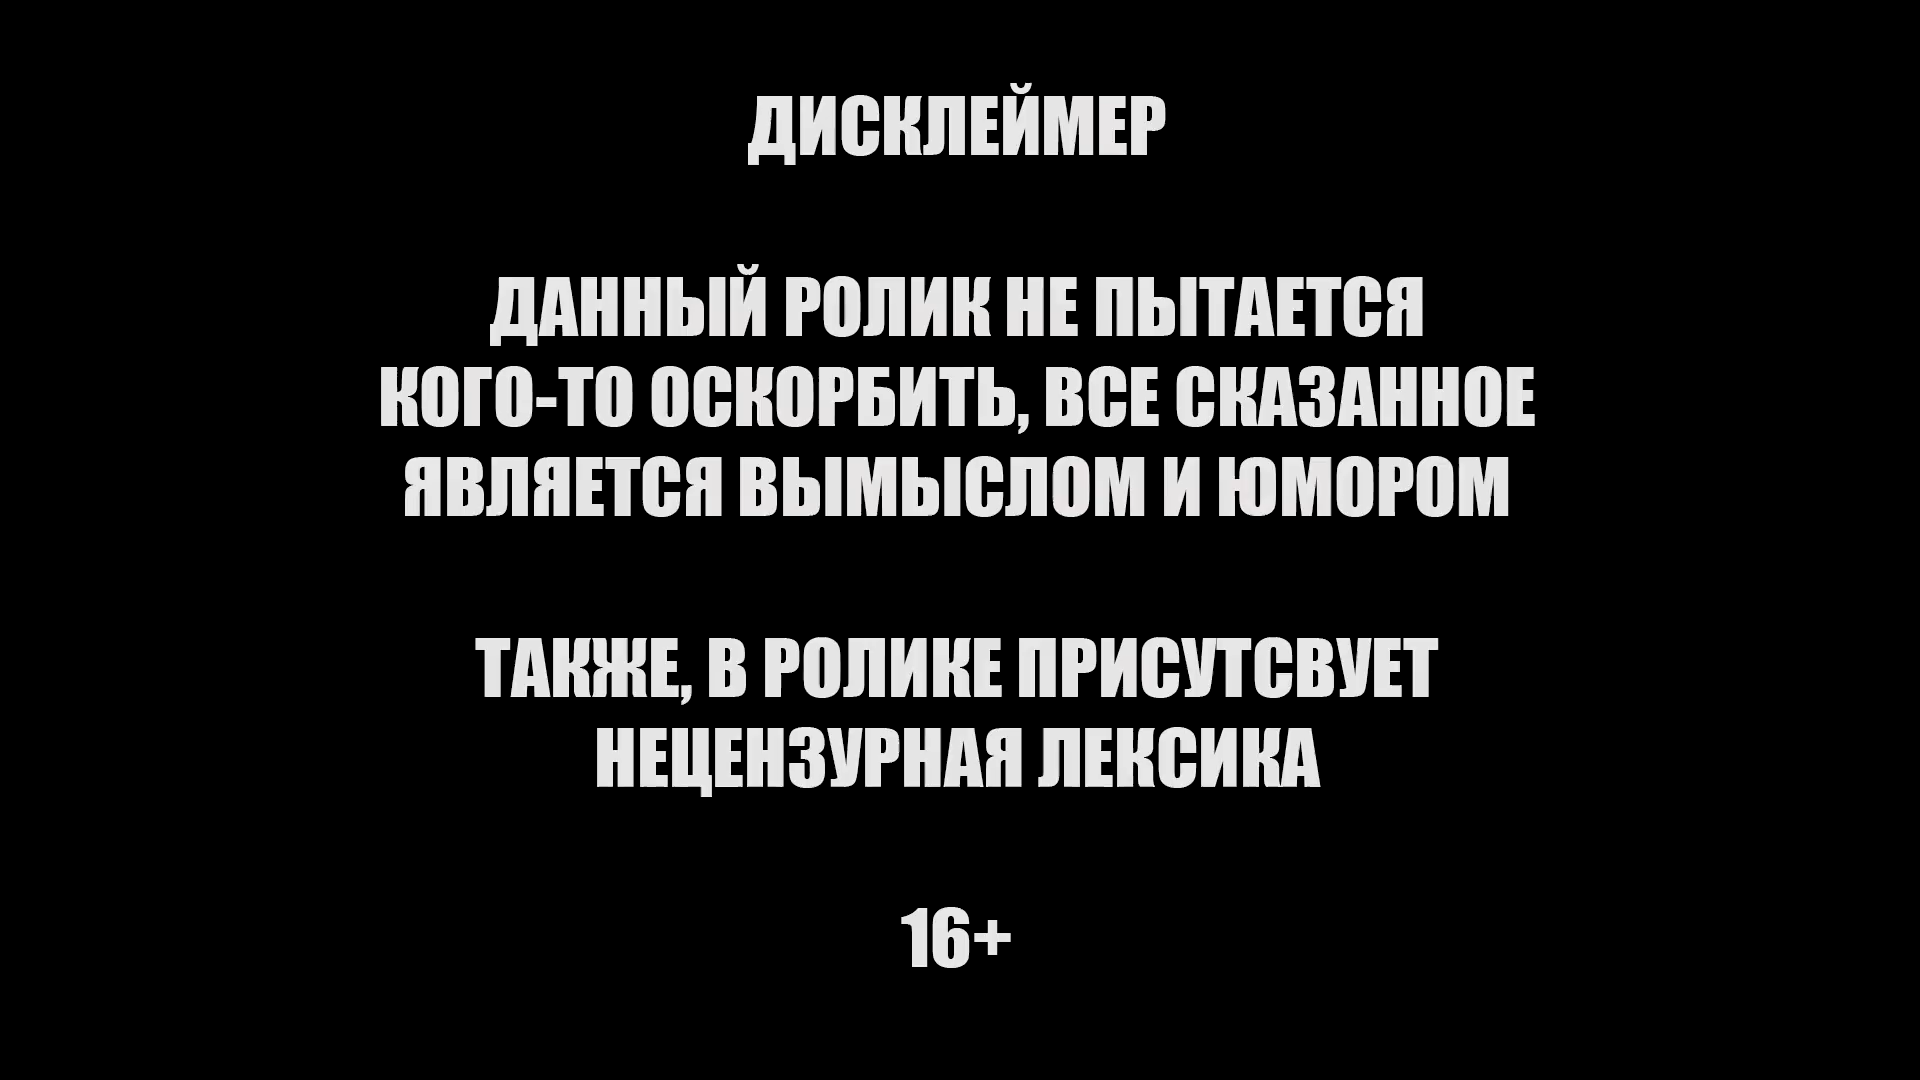 ДИСКЛЕЙМЕР
ДАННЫЙ РОЛИК НЕ ПЫТАЕТСЯ
КОГО-ТО ОСКОРБИТЬ, ВСЕ СКАЗАННОЕ
ЯВЛЯЕТСЯ ВЫМЫСЛОМ И ЮМОРОМ
ТАКЖЕ, В РОЛИКЕ ПРИСУТСВУЕТ
НЕЦЕНЗУРНАЯ ЛЕКСИКА
16+